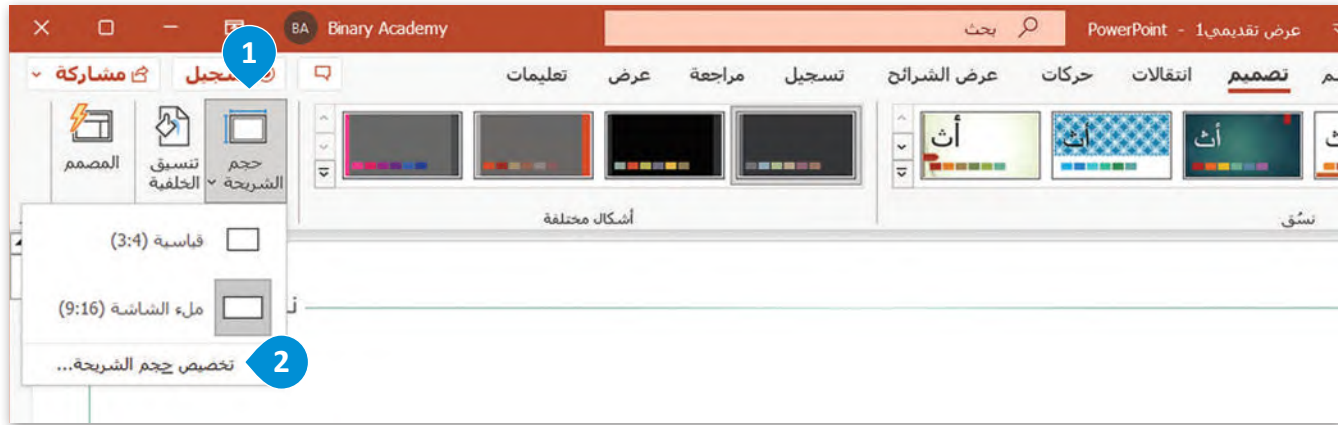 عرض تقديمي1 - PowerPoint
بحث
Binary Academy
BA
تصميم
انتقالات
حركات
عرض الشرائح
تسجيل
مراجعة
عرض
تعليمات
مشاركة
1
أث
أث
أث
حجم الشريحة
تنسيق الخلفية
المصمم
نسُق
أشكال مختلفة
قياسية (3:4)
ملء الشاشة (9:16)
تخصيص حجم الشريحة...
2